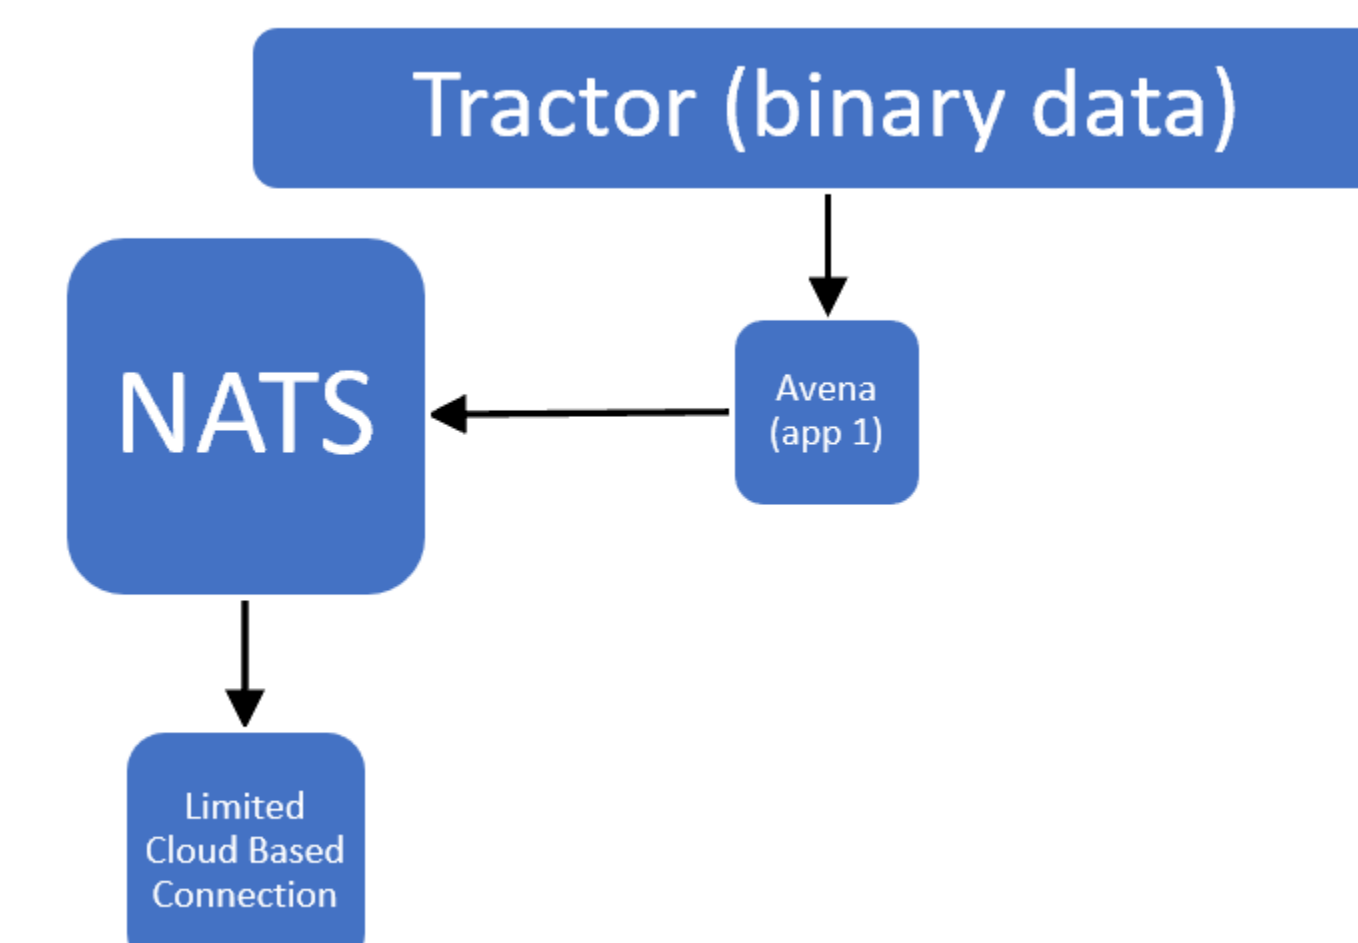 Tractor (binary data)
NATS
Avena
(app 1)
Limited
Cloud Based
Connection